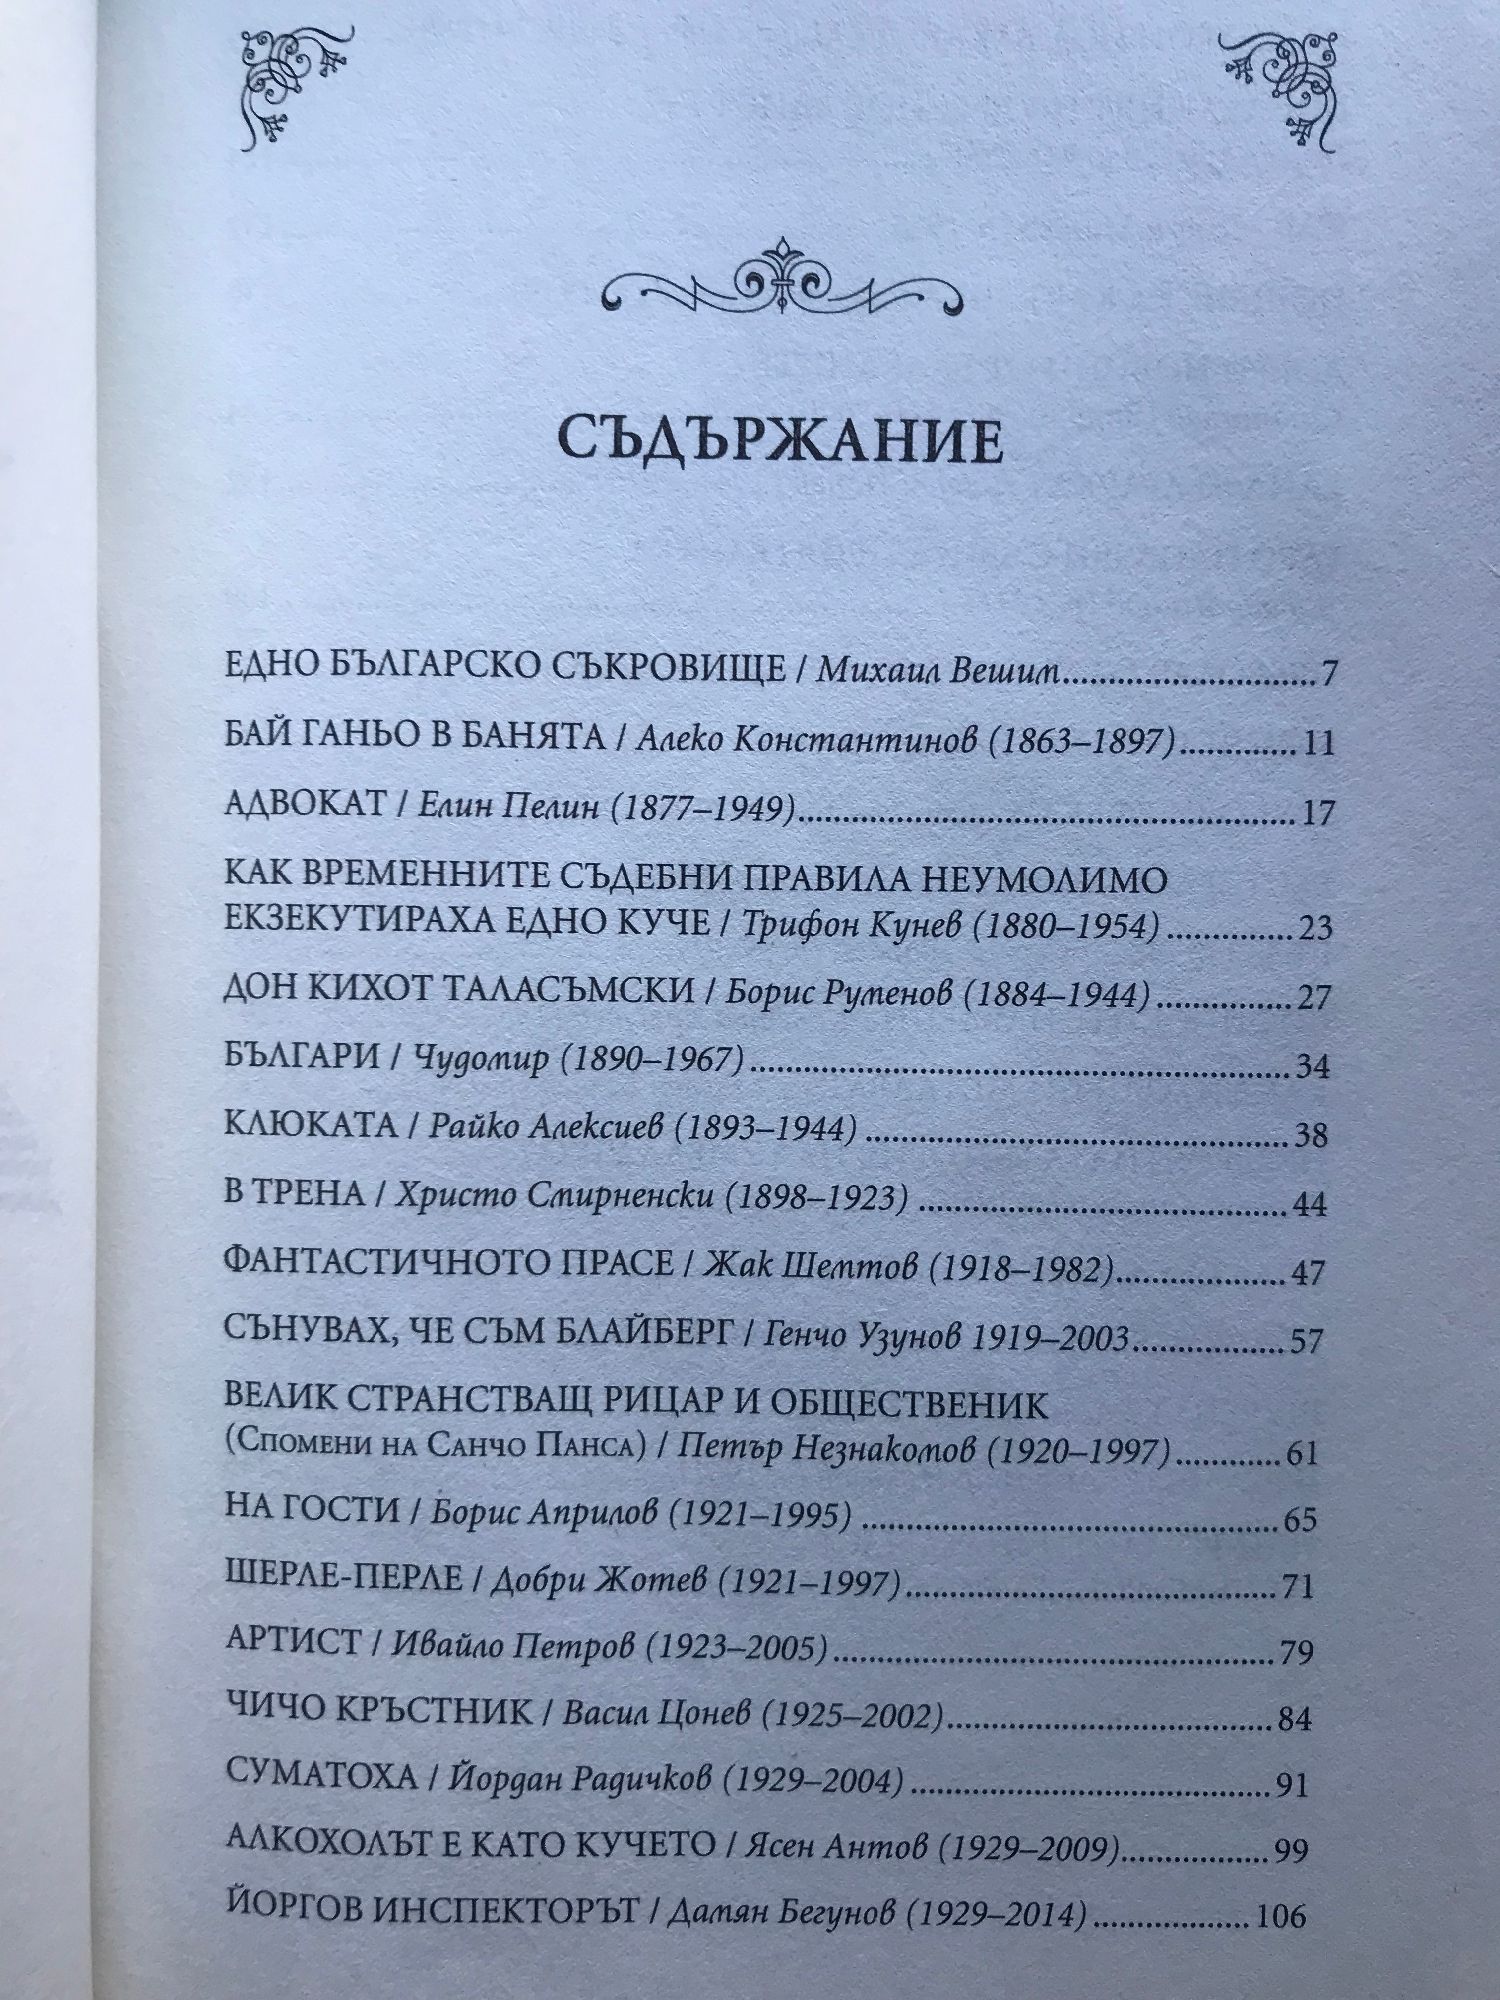 СЪДЪРЖАНИЕ
ЕДНО БЪЛГАРСКО СЪКРОВИЩЕ / Михаил Вешим............................7
БАЙ ГАНЬО В БАНЯТА / Алеко Константинов (1863–1897).............11
АДВОКАТ / Елин Пелин (1877–1949).......................................................17
КАК ВРЕМЕННИТЕ СЪДЕБНИ ПРАВИЛА НЕУМОЛИМО
ЕКЗЕКУТИРАХА ЕДНО КУЧЕ / Трифон Кунев (1880–1954)..............23
ДОН КИХОТ ТАЛАСЪМСКИ / Борис Руменов (1884–1944)...............27
БЪЛГАРИ / Чудомир (1890–1967)............................................................34
КЛЮКАТА / Райко Алексиев (1893–1944)...............................................38
В ТРЕНА / Христо Смирненски (1898–1923).........................................44
ФАНТАСТИЧНОТО ПРАСЕ / Жак Шемтов (1918–1982)...................47
СЪНУВАХ, ЧЕ СЪМ БЛАЙБЕРГ / Генчо Узунов 1919–2003.................57
ВЕЛИК СТРАНСТВАЩ РИЦАР И ОБЩЕСТВЕНИК
(Спомени на Санчо Панса) / Петър Незнакомов (1920–1997)............61
НА ГОСТИ / Борис Априлов (1921–1995)..............................................65
ШЕРЛЕ-ПЕРЛЕ / Добри Жотев (1921–1997).........................................71
АРТИСТ / Ивайло Петров (1923–2005).................................................79
ЧИЧО КРЪСТНИК / Васил Цонев (1925–2002)....................................84
СУМАТОХА / Йордан Радичков (1929–2004)........................................91
АЛКОХОЛЪТ Е КАТО КУЧЕТО / Ясен Антов (1929–2009)................99
ЙОРГОВ ИНСПЕКТОРЪТ / Дамян Бегунов (1929–2014)..................106